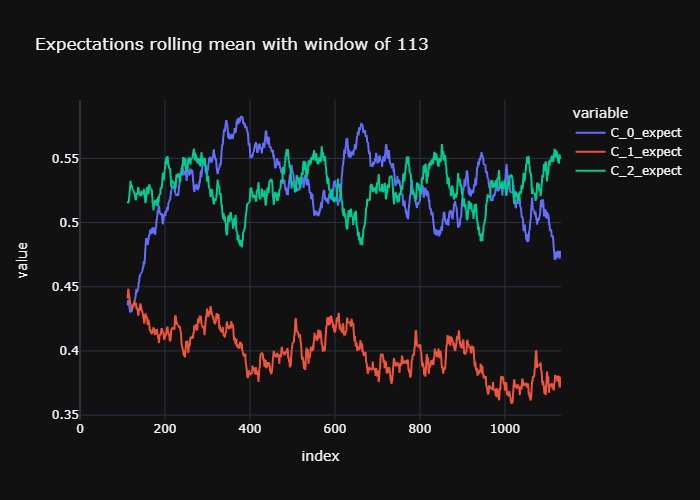 Expectations rolling mean with window of 113
variable
C_0_expect
C_1_expect
C_2_expect
value
0.55
0.5
0.45
0.4
0.35
0
200
400
600
800
1000
index